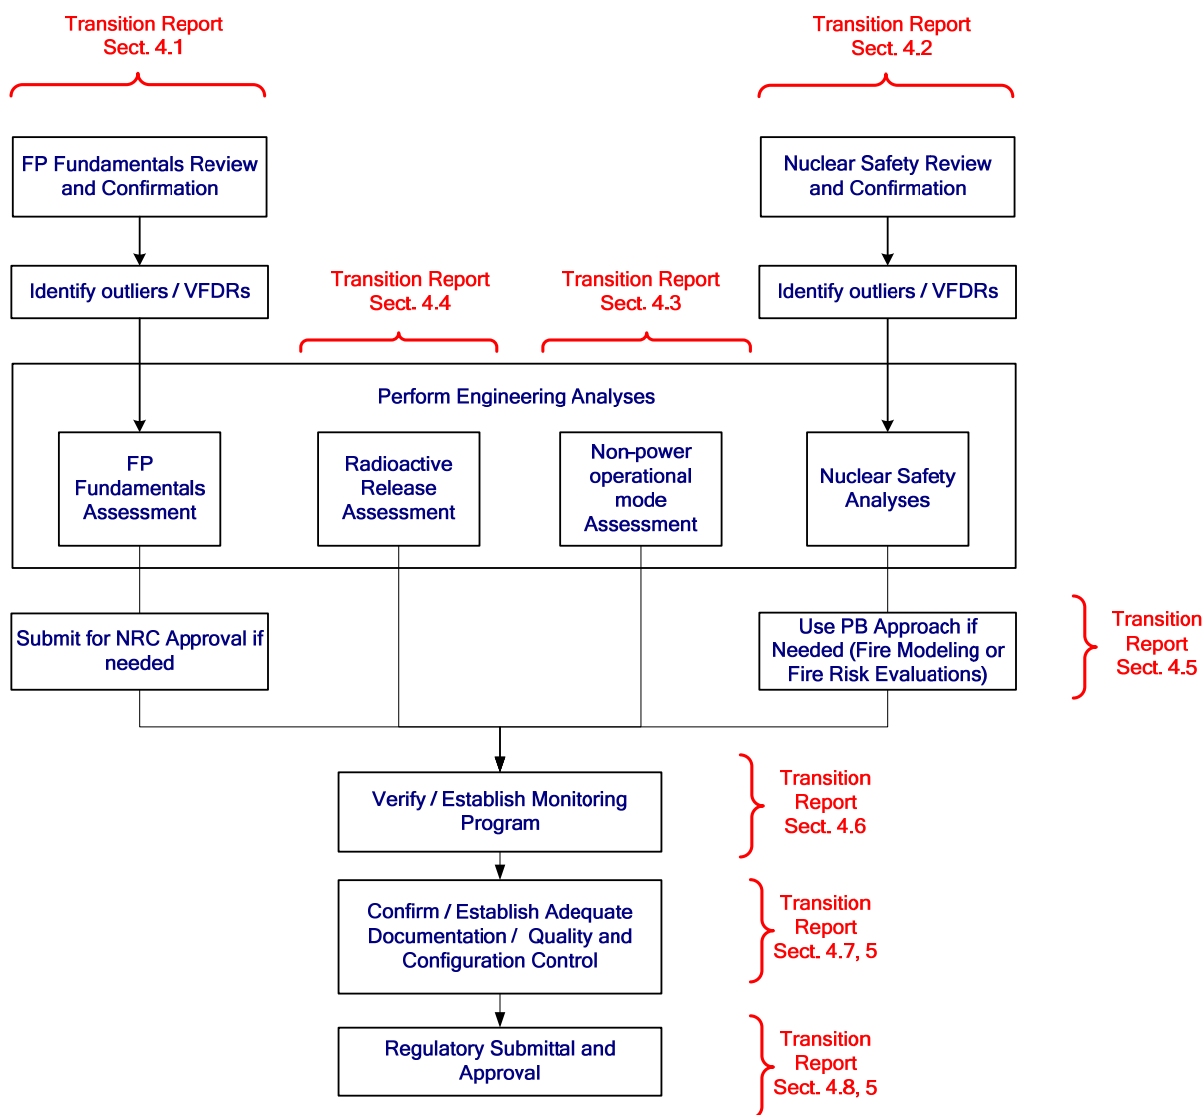 Transition Report
Sect. 4.1
Transition Report
Sect. 4.2
FP Fundamentals Review
and Confirmation
Nuclear Safety Review
and Confirmation
Identify outliers / VFDRs
Transition Report
Sect. 4.4
Transition Report
Sect. 4.3
Identify outliers / VFDRs
Perform Engineering Analyses
FP
Fundamentals
Assessment
Radioactive
Release
Assessment
Non-power
operational
mode
Assessment
Nuclear Safety
Analyses
Submit for NRC Approval if
needed
Use PB Approach if
Needed (Fire Modeling or
Fire Risk Evaluations)
Transition
Report
Sect. 4.5
Verify / Establish Monitoring
Program
Transition
Report
Sect. 4.6
Confirm / Establish Adequate
Documentation / Quality and
Configuration Control
Transition
Report
Sect. 4.7, 5
Regulatory Submittal and
Approval
Transition
Report
Sect. 4.8, 5